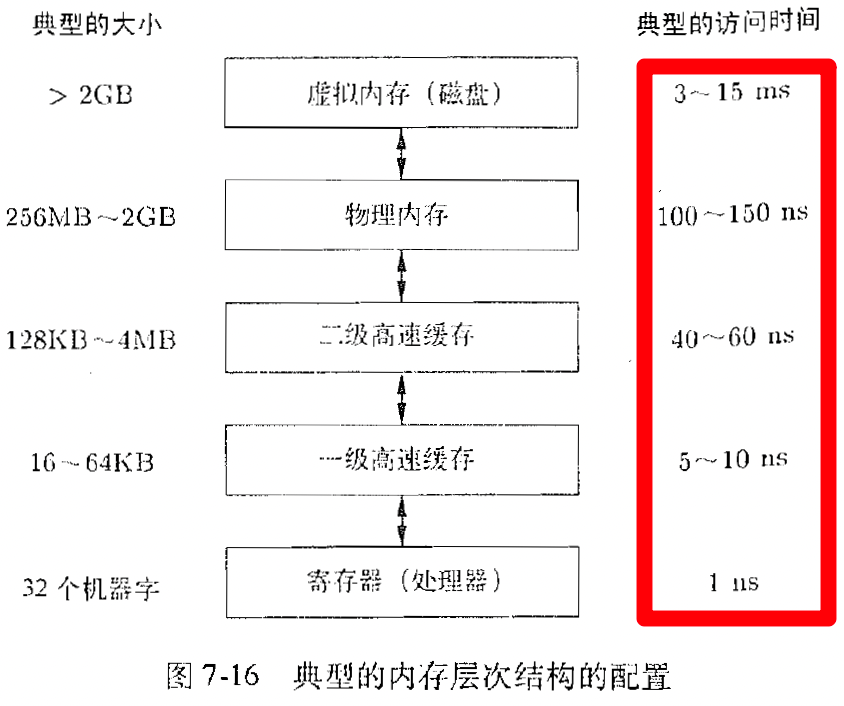 典型的大小 典型的访问时间
> 2GB 虚拟内存（磁盘） 3～15 ms
256MB～2GB 物理内存 100～150 ns
128KB～4MB 二级高速缓存 40～60 ns
16～64KB 一级高速缓存 5～10 ns
32 个机器字 寄存器（处理器） 1 ns
图 7-16 典型的内存层次结构的配置